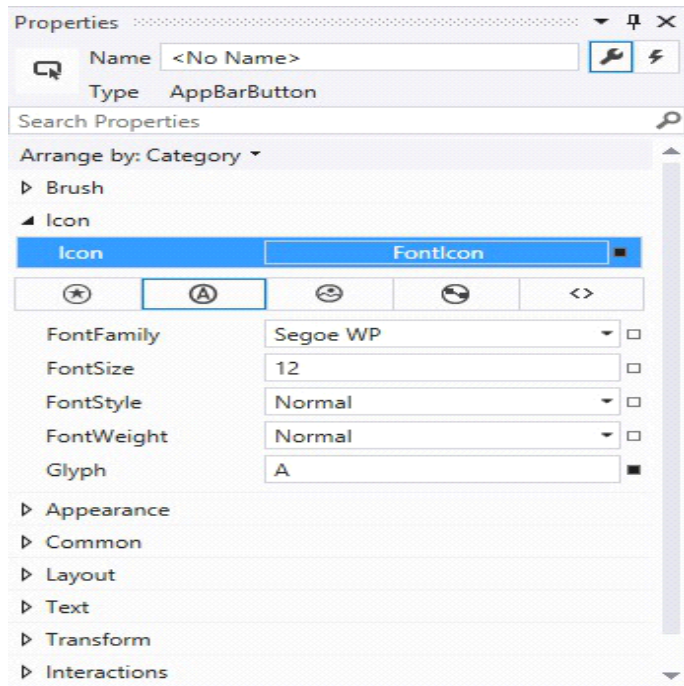 Properties
Name <No Name>
Type AppBarButton
Search Properties
Arrange by: Category
Brush
Icon
Icon FontIcon
A
<>
FontFamily Segoe WP
FontSize 12
FontStyle Normal
FontWeight Normal
Glyph A
Appearance
Common
Layout
Text
Transform
Interactions